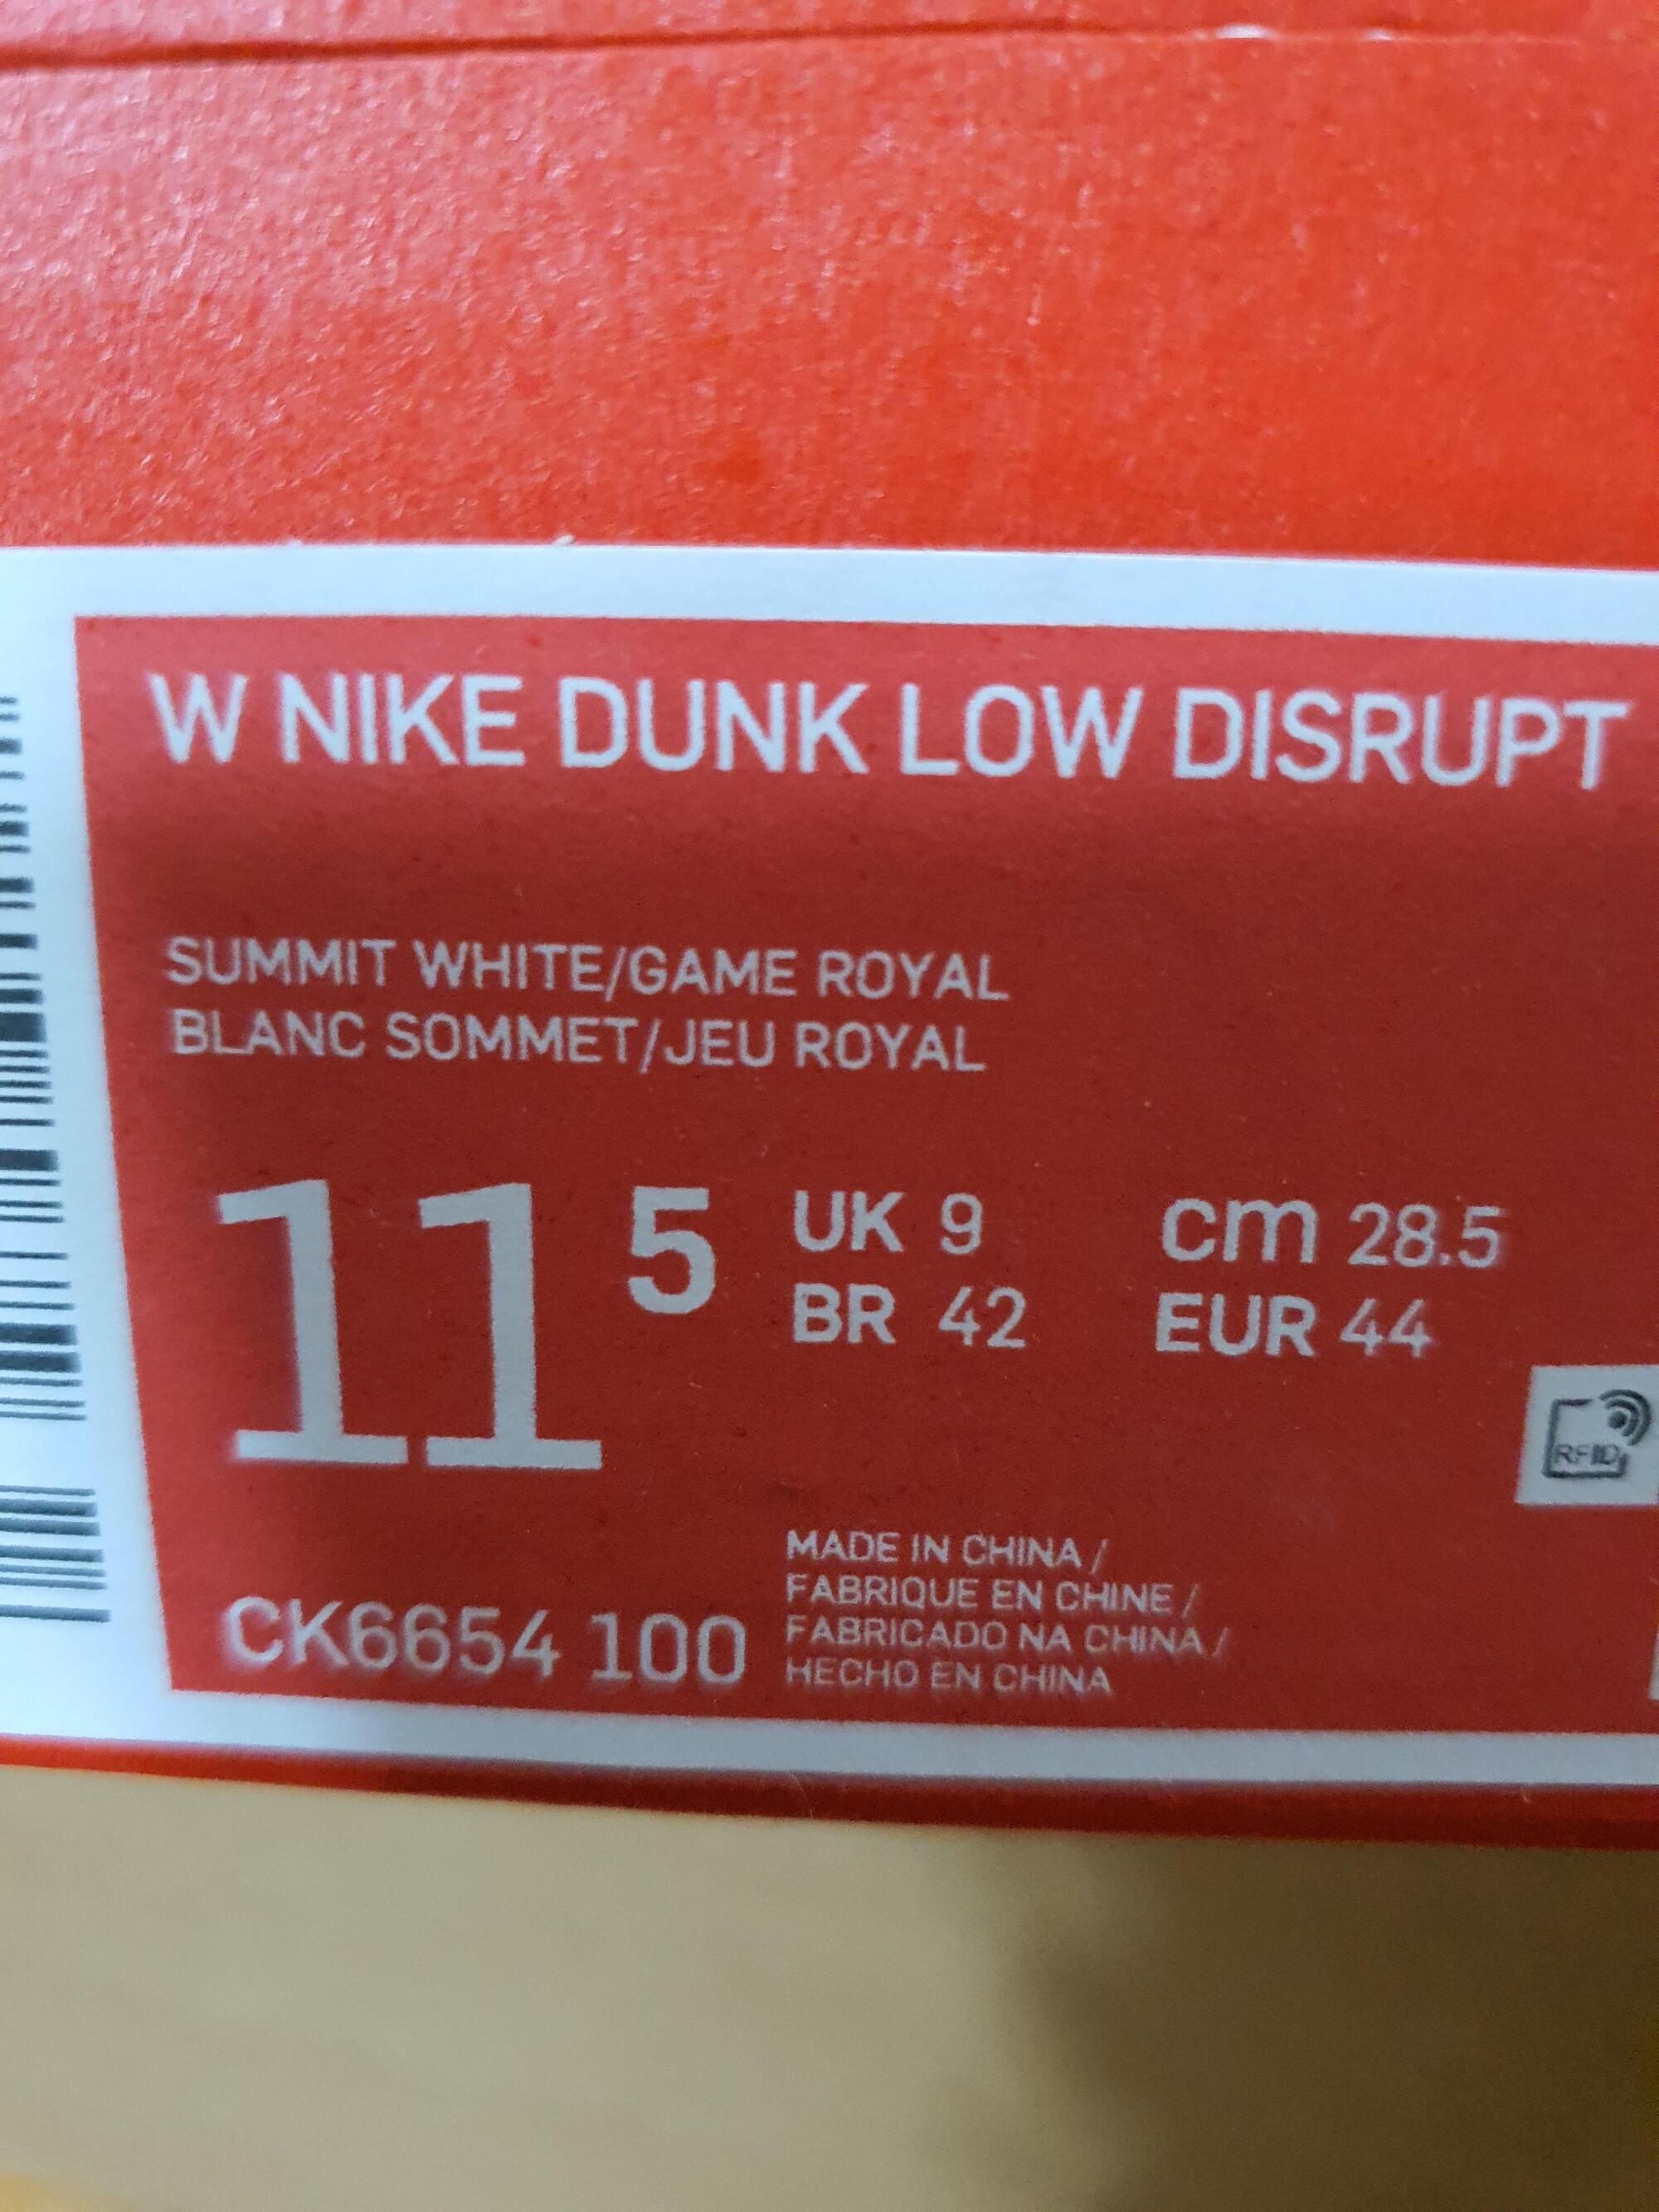 W NIKE DUNK LOW DISRUPT
SUMMIT WHITE/GAME ROYAL
BLANC SOMMET/JEU ROYAL
11 5
UK 9 cm 28.5
BR 42 EUR 44
RFID
CK6654 100
MADE IN CHINA /
FABRIQUE EN CHINE /
FABRICADO NA CHINA /
HECHO EN CHINA